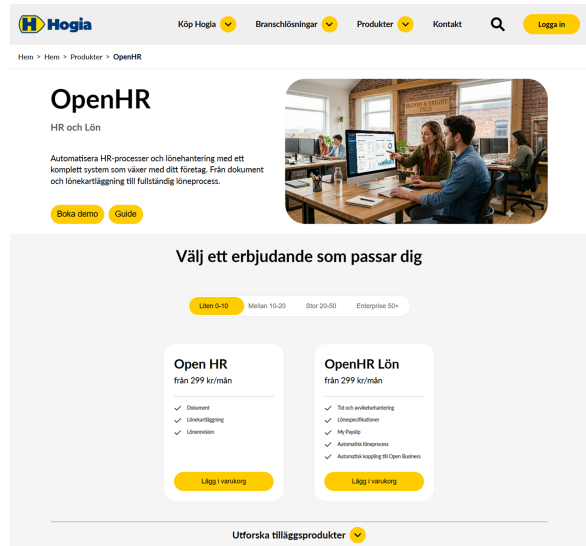 Hogia
Köp Hogia
Branschlösningar
Produkter
Kontakt
Logga in
Hem > Hem > Produkter > OpenHR
OpenHR
HR och Lön
Automatisera HR-processer och lönehantering med ett
komplett system som växer med ditt företag. Från dokument
och lönekartläggning till fullständig löneprocess.
Boka demo
Guide
BLOOM & BRIGHT
TECH
Välj ett erbjudande som passar dig
Liten 0-10
Mellan 10-20
Stor 20-50
Enterprise 50+
Open HR
från 299 kr/mån
Dokument
Lönekartläggning
Lönerevision
Lägg i varukorg
OpenHR Lön
från 299 kr/mån
Tid och avvikelsehantering
Lönespecifikationer
My Payslip
Automatisk löneprocess
Automatisk koppling till Open Business
Lägg i varukorg
Utforska tilläggsprodukter